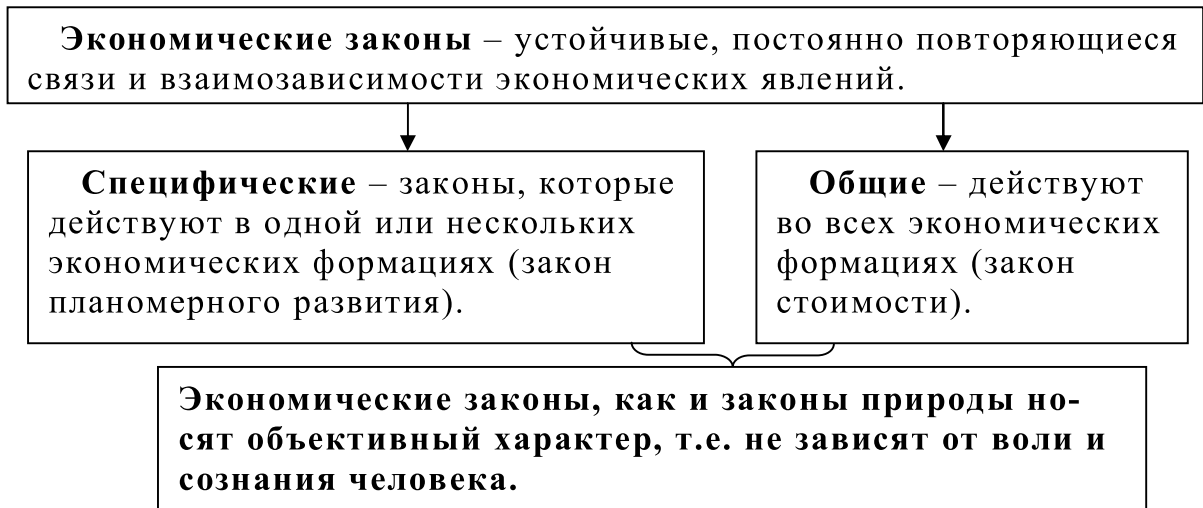 Экономические законы – устойчивые, постоянно повторяющиеся
связи и взаимозависимости экономических явлений.
Специфические – законы, которые
действуют в одной или нескольких
экономических формациях (закон
планомерного развития).
Общие – действуют
во всех экономических
формациях (закон
стоимости).
Экономические законы, как и законы природы но-
сят объективный характер, т.е. не зависят от воли и
сознания человека.